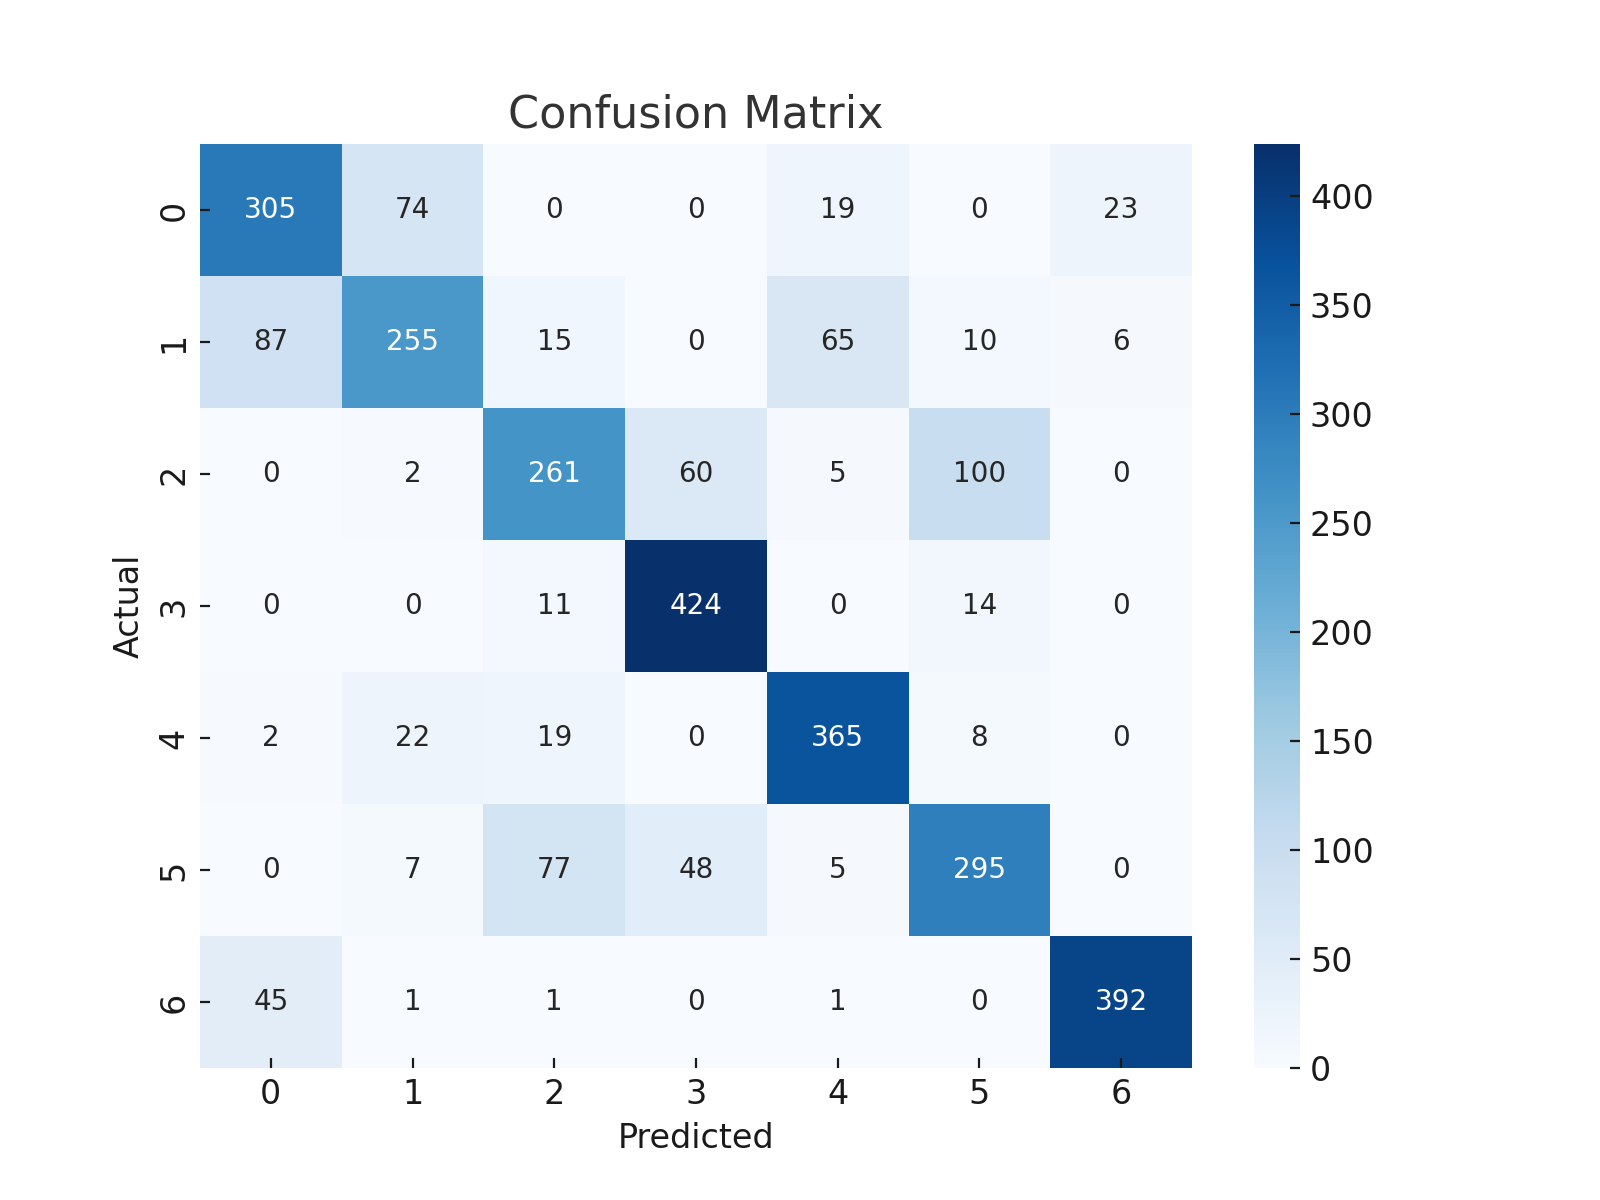 Confusion Matrix
0 305 74 0 0 19 0 23
1 87 255 15 0 65 10 6
2 0 2 261 60 5 100 0
3 0 0 11 424 0 14 0
4 2 22 19 0 365 8 0
5 0 7 77 48 5 295 0
6 45 1 1 0 1 0 392
0 1 2 3 4 5 6
Predicted
Actual
400
350
300
250
200
150
100
50
0